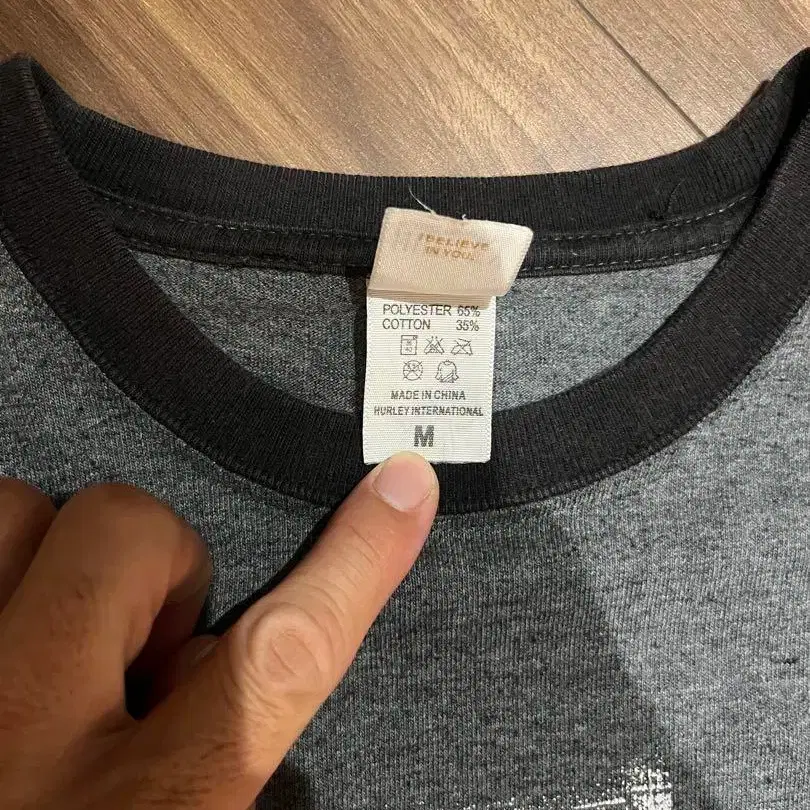 I BELIEVE
IN YOU.
POLYESTER 65%
COTTON 35%
MADE IN CHINA
HURLEY INTERNATIONAL
M